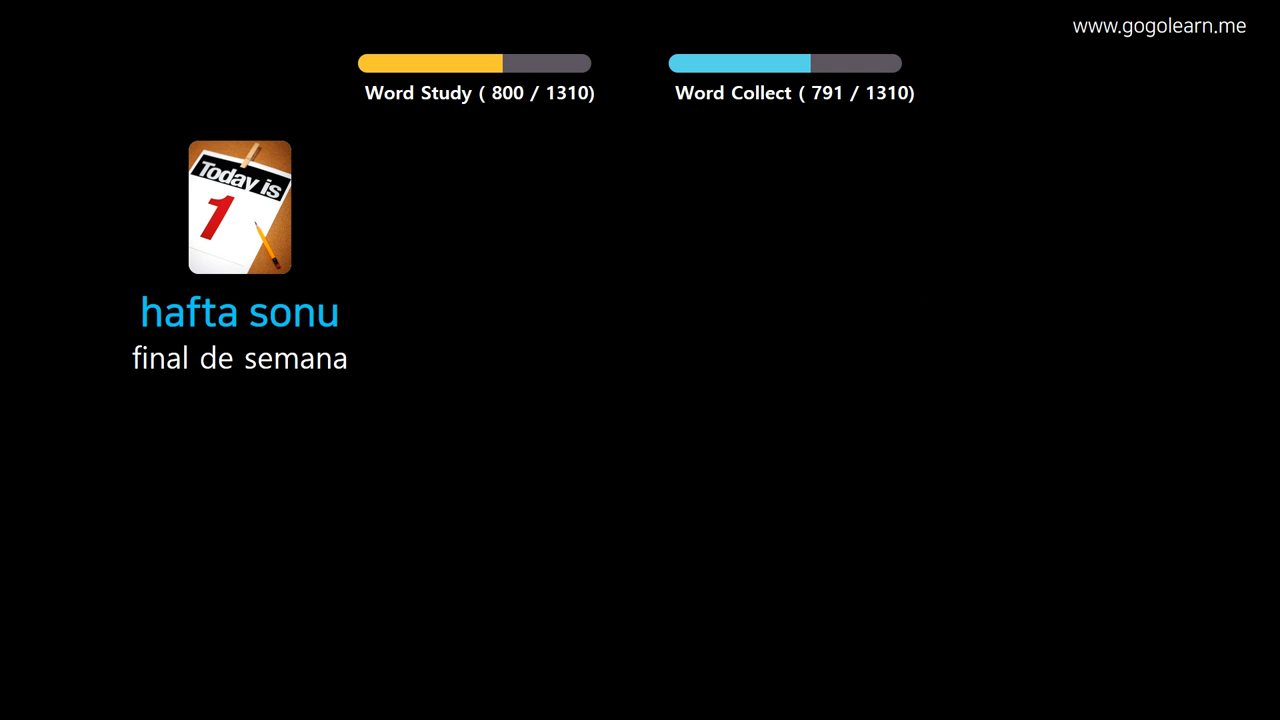 www.gogolearn.me
Word Study ( 800 / 1310)
Word Collect ( 791 / 1310)
Today is
1
hafta sonu
final de semana